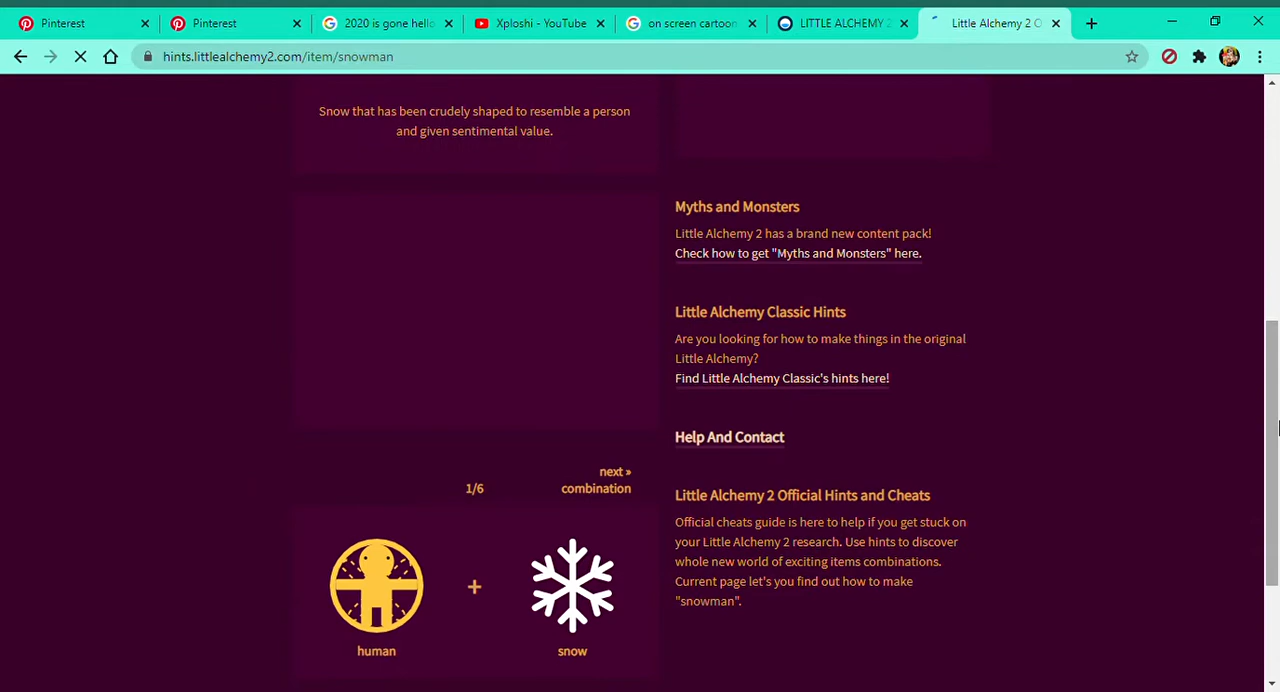 Pinterest
Pinterest
2020 is gone hello
Xploshi - YouTube
on screen cartoon
LITTLE ALCHEMY 2
Little Alchemy 2 O
hints.littlealchemy2.com/item/snowman
Snow that has been crudely shaped to resemble a person
and given sentimental value.
Myths and Monsters
Little Alchemy 2 has a brand new content pack!
Check how to get "Myths and Monsters" here.
Little Alchemy Classic Hints
Are you looking for how to make things in the original
Little Alchemy?
Find Little Alchemy Classic's hints here!
Help And Contact
next »
1/6 combination
Little Alchemy 2 Official Hints and Cheats
Official cheats guide is here to help if you get stuck on
your Little Alchemy 2 research. Use hints to discover
whole new world of exciting items combinations.
Current page let's you find out how to make
"snowman".
+
human snow